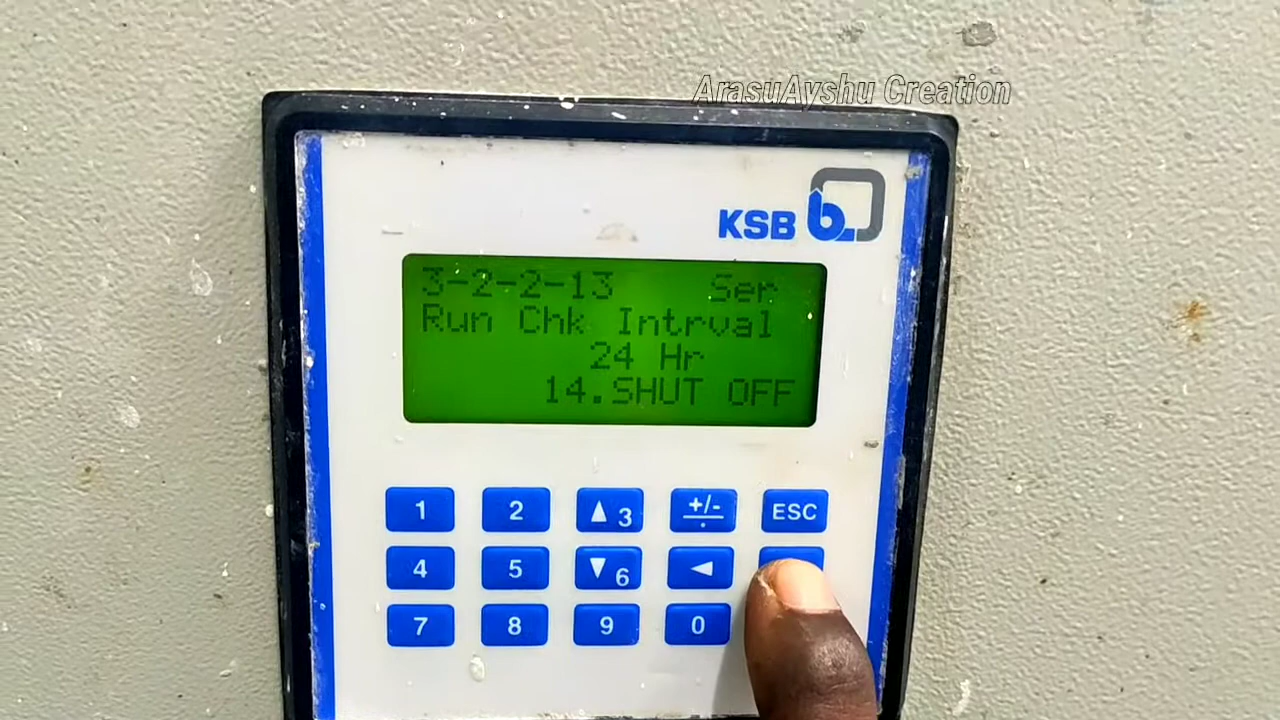 ArasuAyshu Creation
KSB
3-2-2-13 Ser
Run Chk Intrval
24 Hr
14.SHUT OFF
1 2 ▲3 +/- . ESC
4 5 ▼6 ◄
7 8 9 0